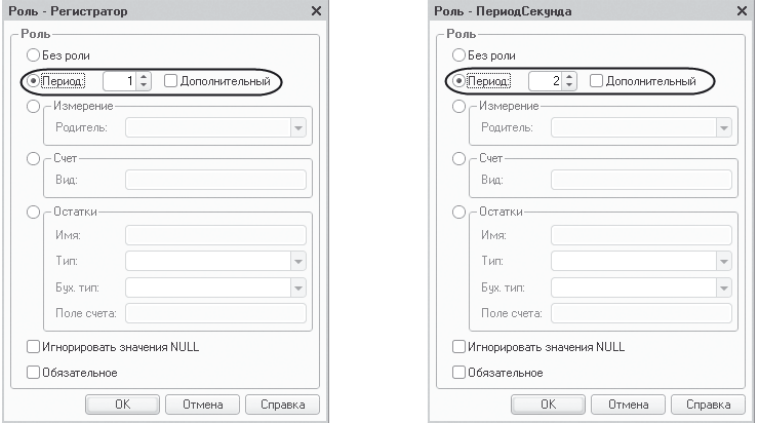 Роль - Регистратор
Роль
Без роли
Период: 1 Дополнительный
Измерение
Родитель:
Счет
Вид:
Остатки
Имя:
Тип:
Бух. тип:
Поле счета:
Игнорировать значения NULL
Обязательное
OK Отмена Справка
Роль - ПериодСекунда
Роль
Без роли
Период: 2 Дополнительный
Измерение
Родитель:
Счет
Вид:
Остатки
Имя:
Тип:
Бух. тип:
Поле счета:
Игнорировать значения NULL
Обязательное
OK Отмена Справка